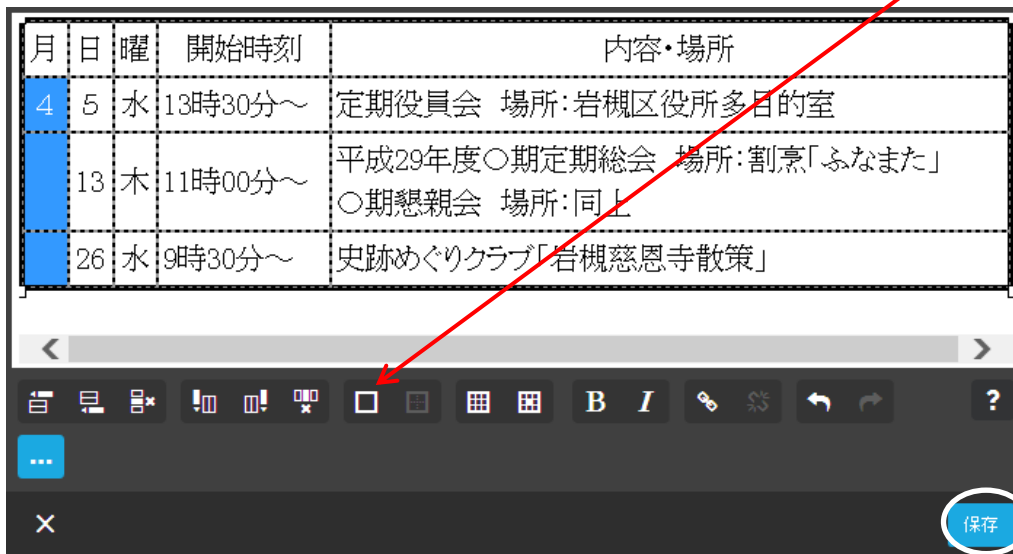 月 日 曜 開始時刻 内容・場所
4 5 水 13時30分～ 定期役員会 場所：岩槻区役所多目的室
13 木 11時00分～ 平成29年度○期定期総会 場所：割烹「ふなまた」
○期懇親会 場所：同上
26 水 9時30分～ 史跡めぐりクラブ「岩槻慈恩寺散策」
B I ?
...
保存